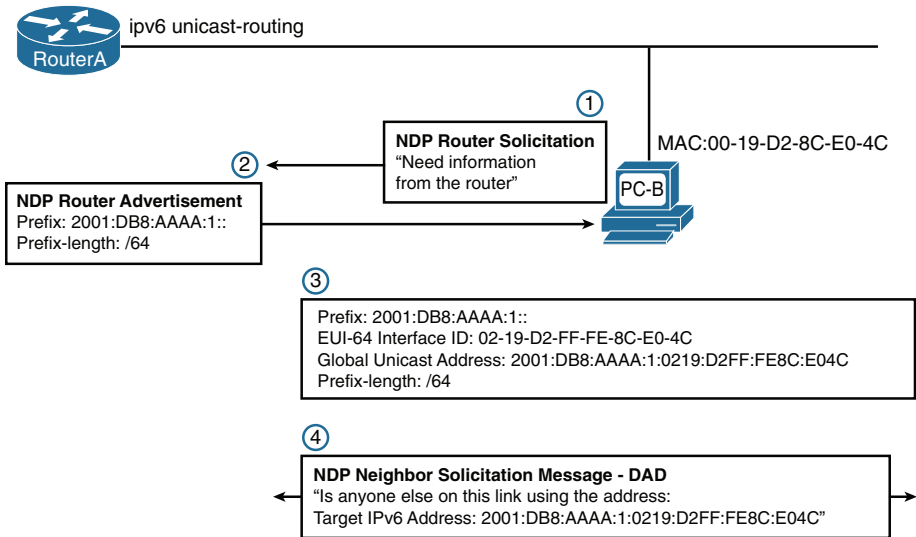 ipv6 unicast-routing
RouterA
1
NDP Router Solicitation
“Need information
from the router”
MAC:00-19-D2-8C-E0-4C
PC-B
2
NDP Router Advertisement
Prefix: 2001:DB8:AAAA:1::
Prefix-length: /64
3
Prefix: 2001:DB8:AAAA:1::
EUI-64 Interface ID: 02-19-D2-FF-FE-8C-E0-4C
Global Unicast Address: 2001:DB8:AAAA:1:0219:D2FF:FE8C:E04C
Prefix-length: /64
4
NDP Neighbor Solicitation Message - DAD
“Is anyone else on this link using the address:
Target IPv6 Address: 2001:DB8:AAAA:1:0219:D2FF:FE8C:E04C”